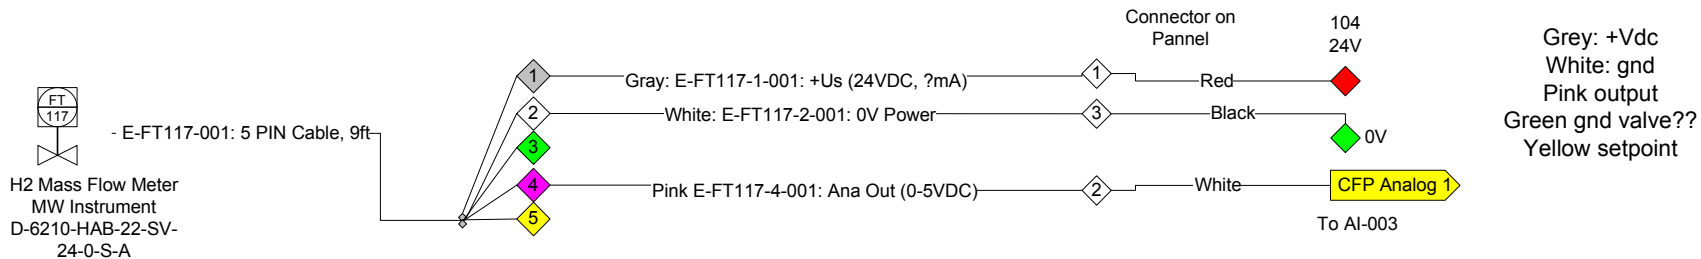 Connector on
Pannel
104
24V
Grey: +Vdc
White: gnd
Pink output
Green gnd valve??
Yellow setpoint
FT
117
E-FT117-001: 5 PIN Cable, 9ft
H2 Mass Flow Meter
MW Instrument
D-6210-HAB-22-SV-
24-0-S-A
1
Gray: E-FT117-1-001: +Us (24VDC, ?mA)
1
Red
2
White: E-FT117-2-001: 0V Power
3
Black
0V
3
4
Pink E-FT117-4-001: Ana Out (0-5VDC)
2
White
CFP Analog 1
5
To AI-003